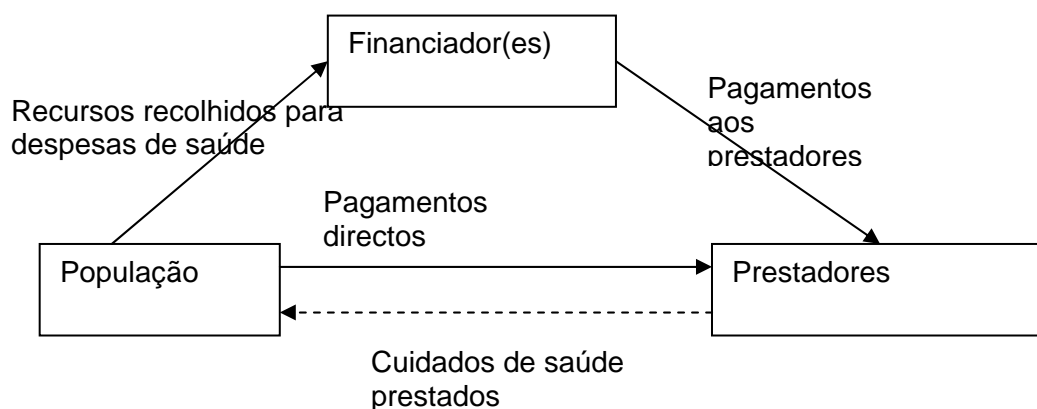 Financiador(es)
Recursos recolhidos para
despesas de saúde
Pagamentos
aos
prestadores
Pagamentos
directos
População
Prestadores
Cuidados de saúde
prestados